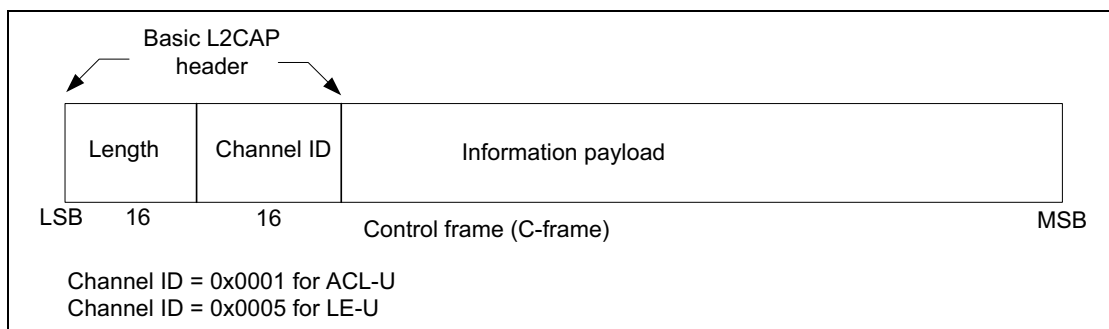 Basic L2CAP
header
Length
Channel ID
Information payload
LSB
16
16
Control frame (C-frame)
MSB
Channel ID = 0x0001 for ACL-U
Channel ID = 0x0005 for LE-U